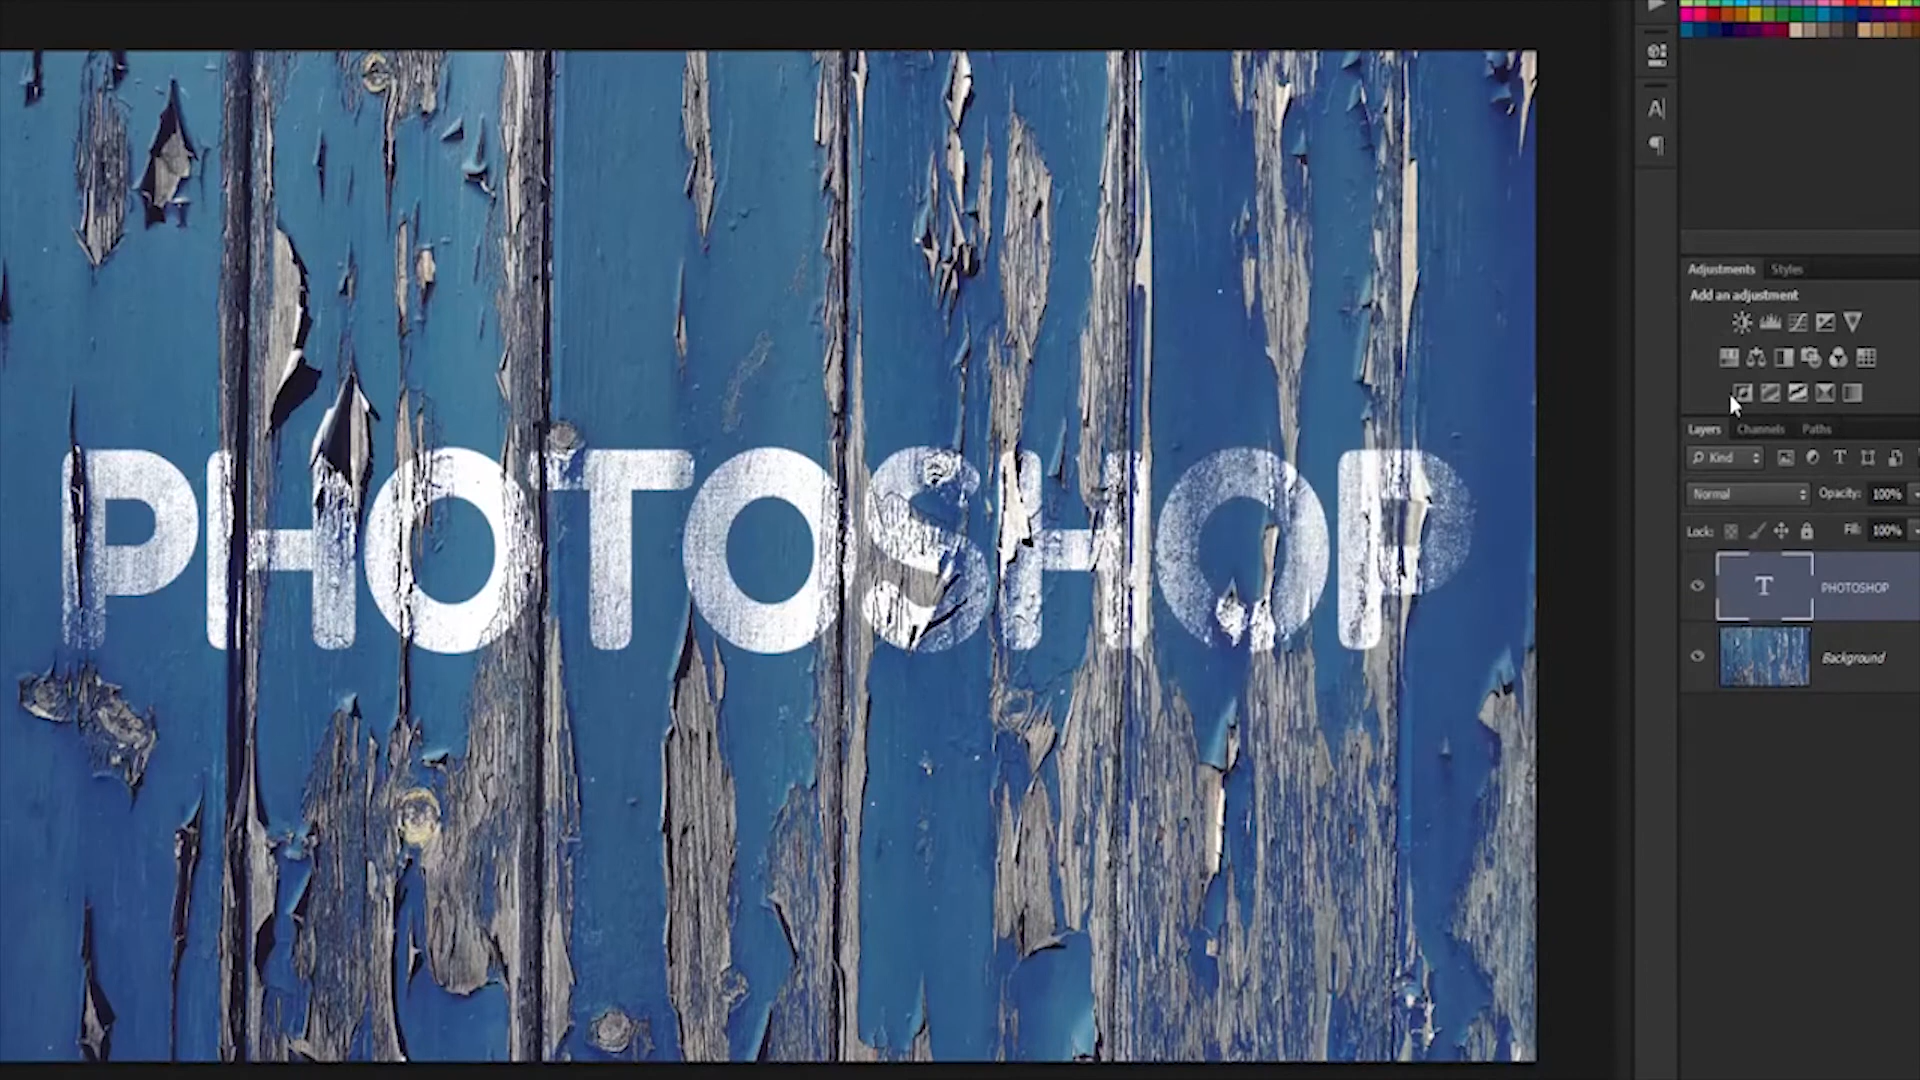 PHOTOSHOP
Adjustments Styles
Add an adjustment
Layers Channels Paths
Kind
Normal Opacity: 100%
Lock: Fill: 100%
T PHOTOSHOP
Background